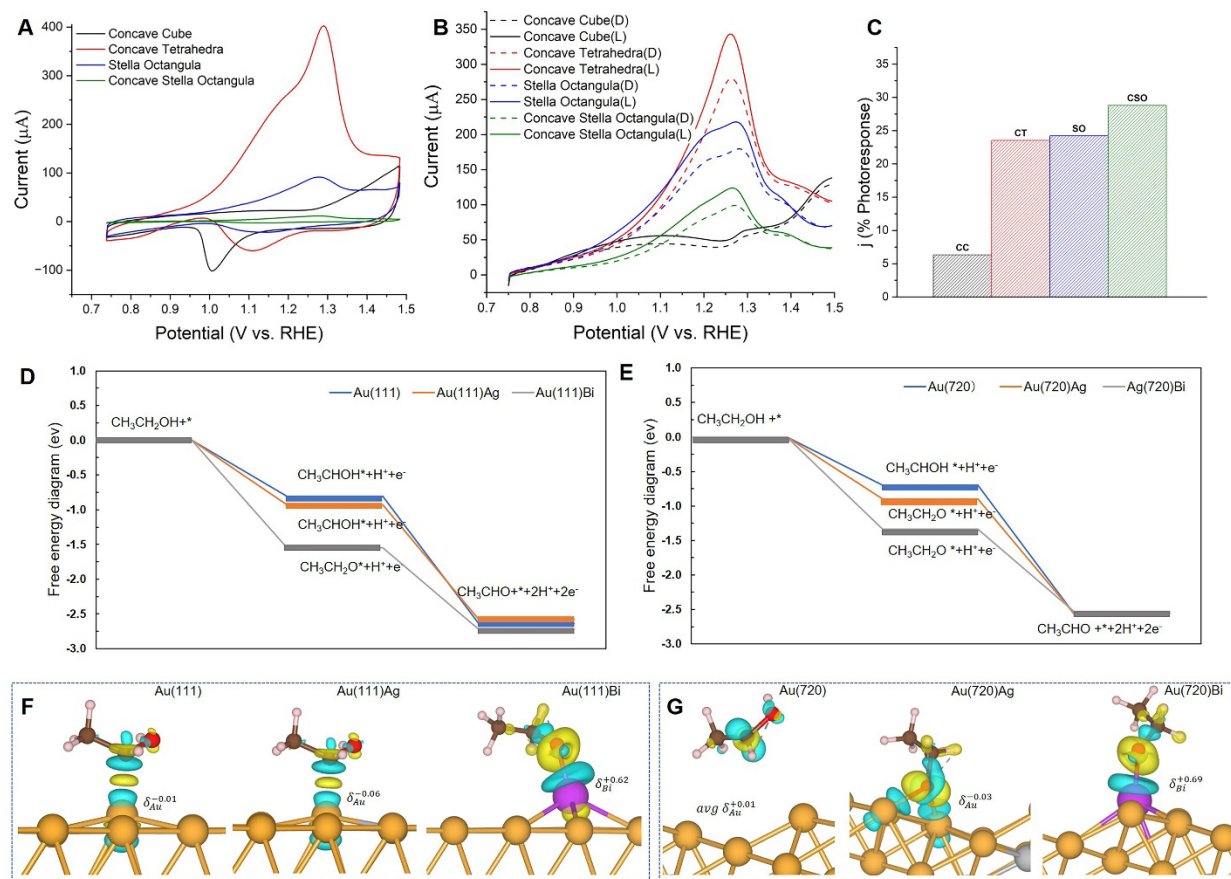 A
Concave Cube
Concave Tetrahedra
Stella Octangula
Concave Stella Octangula
Current (μA)
400
300
200
100
0
−100
0.7 0.8 0.9 1.0 1.1 1.2 1.3 1.4 1.5
Potential (V vs. RHE)
B
Concave Cube(D)
Concave Cube(L)
Concave Tetrahedra(D)
Concave Tetrahedra(L)
Stella Octangula(D)
Stella Octangula(L)
Concave Stella Octangula(D)
Concave Stella Octangula(L)
Current (μA)
350
300
250
200
150
100
50
0
0.7 0.8 0.9 1.0 1.1 1.2 1.3 1.4 1.5
Potential (V vs. RHE)
C
j (% Photoresponse)
40
35
30
25
20
15
10
5
0
CC
CT
SO
CSO
D
Free energy diagram (ev)
1.0
0.5
0.0
-0.5
-1.0
-1.5
-2.0
-2.5
-3.0
Au(111) Au(111)Ag Au(111)Bi
CH₃CH₂OH+*
CH₃CHOH*+H⁺+e⁻
CH₃CHOH*+H⁺+e⁻
CH₃CH₂O*+H⁺+e
CH₃CHO+*+2H⁺+2e⁻
E
Free energy diagram (ev)
1.0
0.5
0.0
-0.5
-1.0
-1.5
-2.0
-2.5
-3.0
Au(720) Au(720)Ag Ag(720)Bi
CH₃CH₂OH +*
CH₃CHOH *+H⁺+e⁻
CH₃CH₂O *+H⁺+e⁻
CH₃CH₂O *+H⁺+e⁻
CH₃CHO +*+2H⁺+2e⁻
F
Au(111) Au(111)Ag Au(111)Bi
δ_Au^−0.01 δ_Au^−0.06 δ_Bi^+0.62
G
Au(720) Au(720)Ag Au(720)Bi
avg δ_Au^+0.01 δ_Au^−0.03 δ_Bi^+0.69